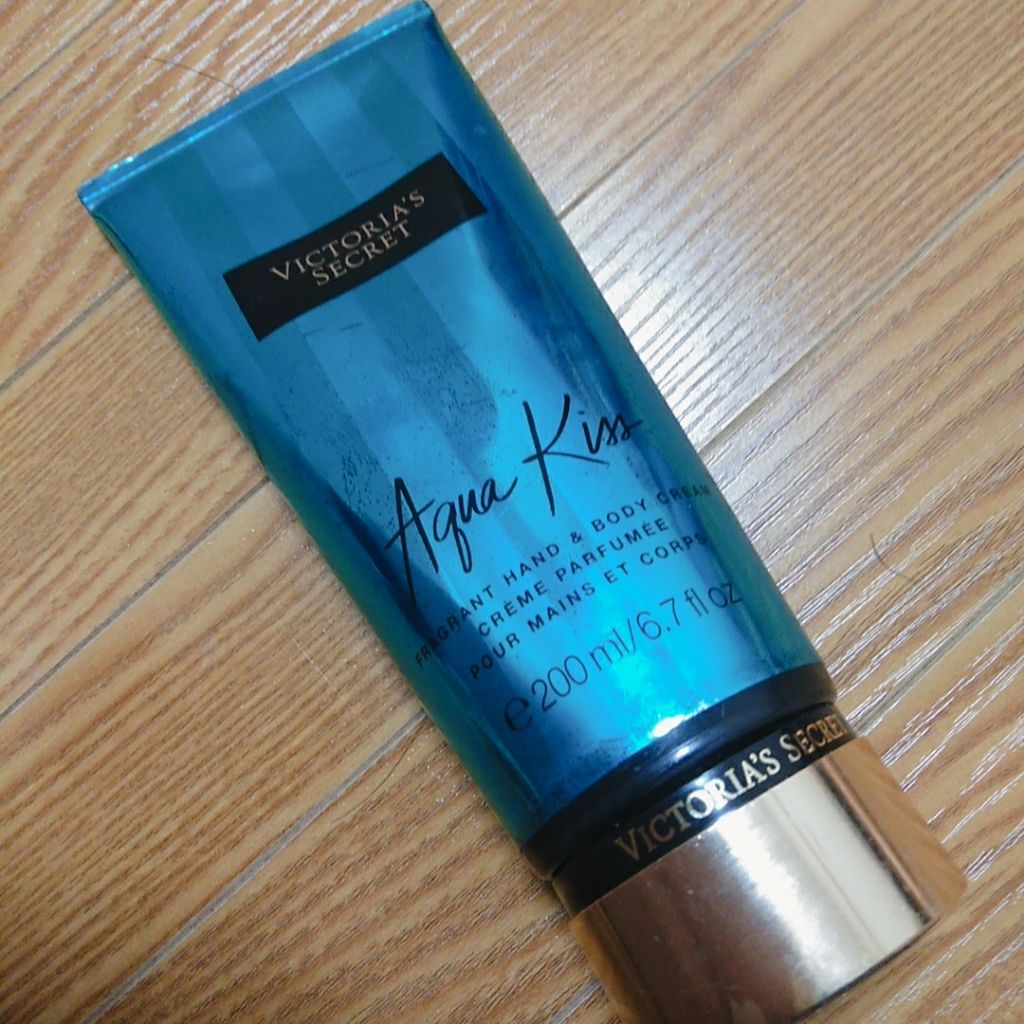 VICTORIA'S
SECRET
Aqua Kiss
FRAGRANT HAND & BODY CREAM
CRÈME PARFUMÉE
POUR MAINS ET CORPS
℮200 ml/6.7 fl oz
VICTORIA'S SECRET